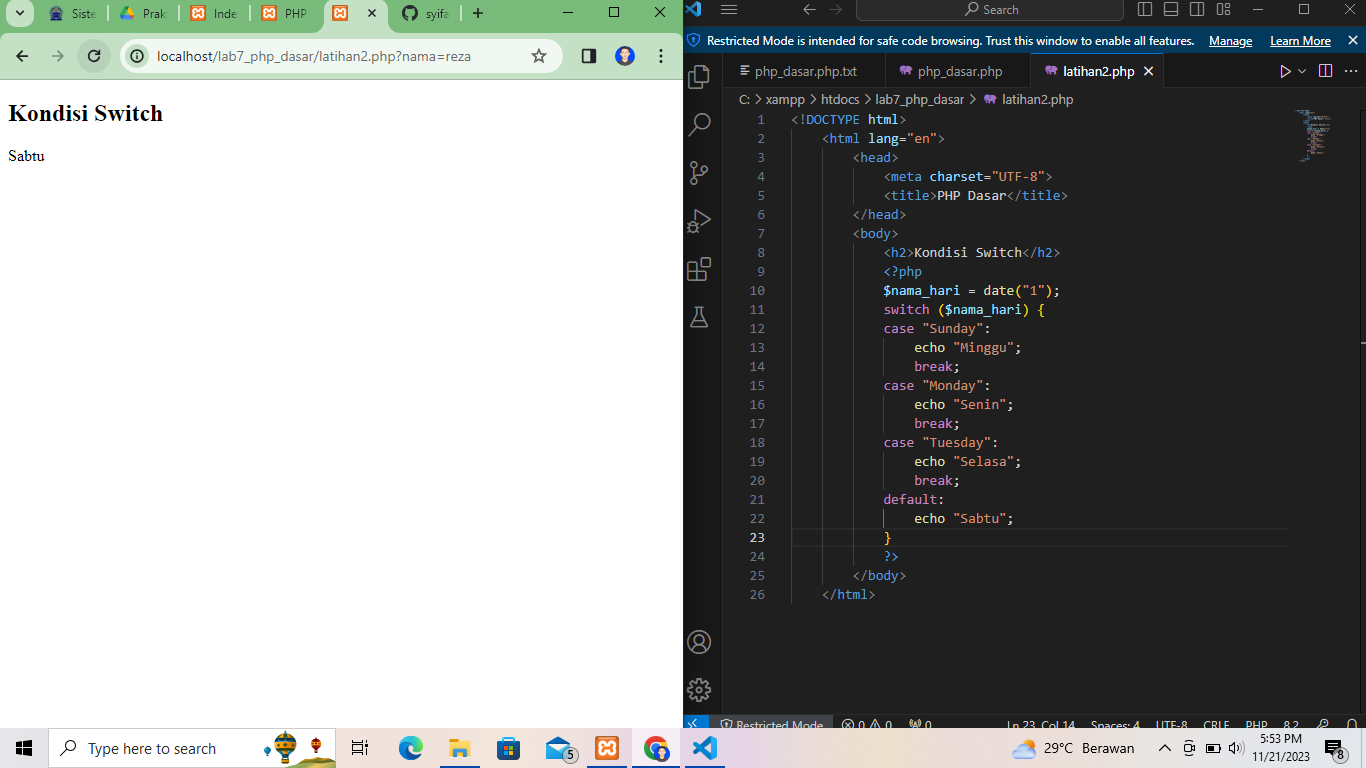 Siste
Prak
Inde
PHP
syifa
localhost/lab7_php_dasar/latihan2.php?nama=reza
Kondisi Switch
Sabtu
Search
Restricted Mode is intended for safe code browsing. Trust this window to enable all features. Manage Learn More
php_dasar.php.txt
php_dasar.php
latihan2.php
C: > xampp > htdocs > lab7_php_dasar > latihan2.php
1 <!DOCTYPE html>
2 <html lang="en">
3 <head>
4 <meta charset="UTF-8">
5 <title>PHP Dasar</title>
6 </head>
7 <body>
8 <h2>Kondisi Switch</h2>
9 <?php
10 $nama_hari = date("1");
11 switch ($nama_hari) {
12 case "Sunday":
13 echo "Minggu";
14 break;
15 case "Monday":
16 echo "Senin";
17 break;
18 case "Tuesday":
19 echo "Selasa";
20 break;
21 default:
22 echo "Sabtu";
23 }
24 ?>
25 </body>
26 </html>
Restricted Mode 0 0 0 Ln 23, Col 14 Spaces: 4 UTF-8 CRLF PHP 8.2
Type here to search
5
29°C Berawan
5:53 PM
11/21/2023
8